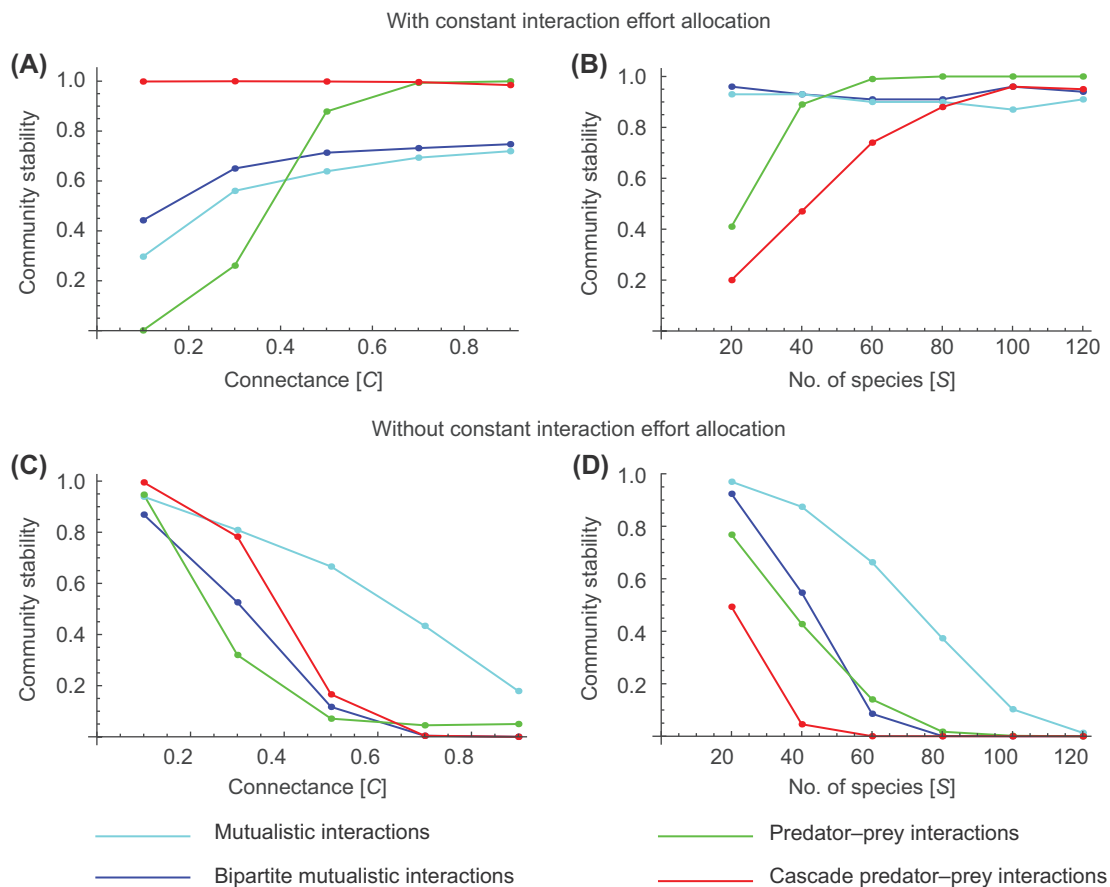 With constant interaction effort allocation
(A)
Community stability
1.0
0.8
0.6
0.4
0.2
0.2 0.4 0.6 0.8
Connectance [C]
(B)
Community stability
1.0
0.8
0.6
0.4
0.2
20 40 60 80 100 120
No. of species [S]
Without constant interaction effort allocation
(C)
Community stability
1.0
0.8
0.6
0.4
0.2
0.2 0.4 0.6 0.8
Connectance [C]
(D)
Community stability
1.0
0.8
0.6
0.4
0.2
20 40 60 80 100 120
No. of species [S]
Mutualistic interactions
Bipartite mutualistic interactions
Predator–prey interactions
Cascade predator–prey interactions